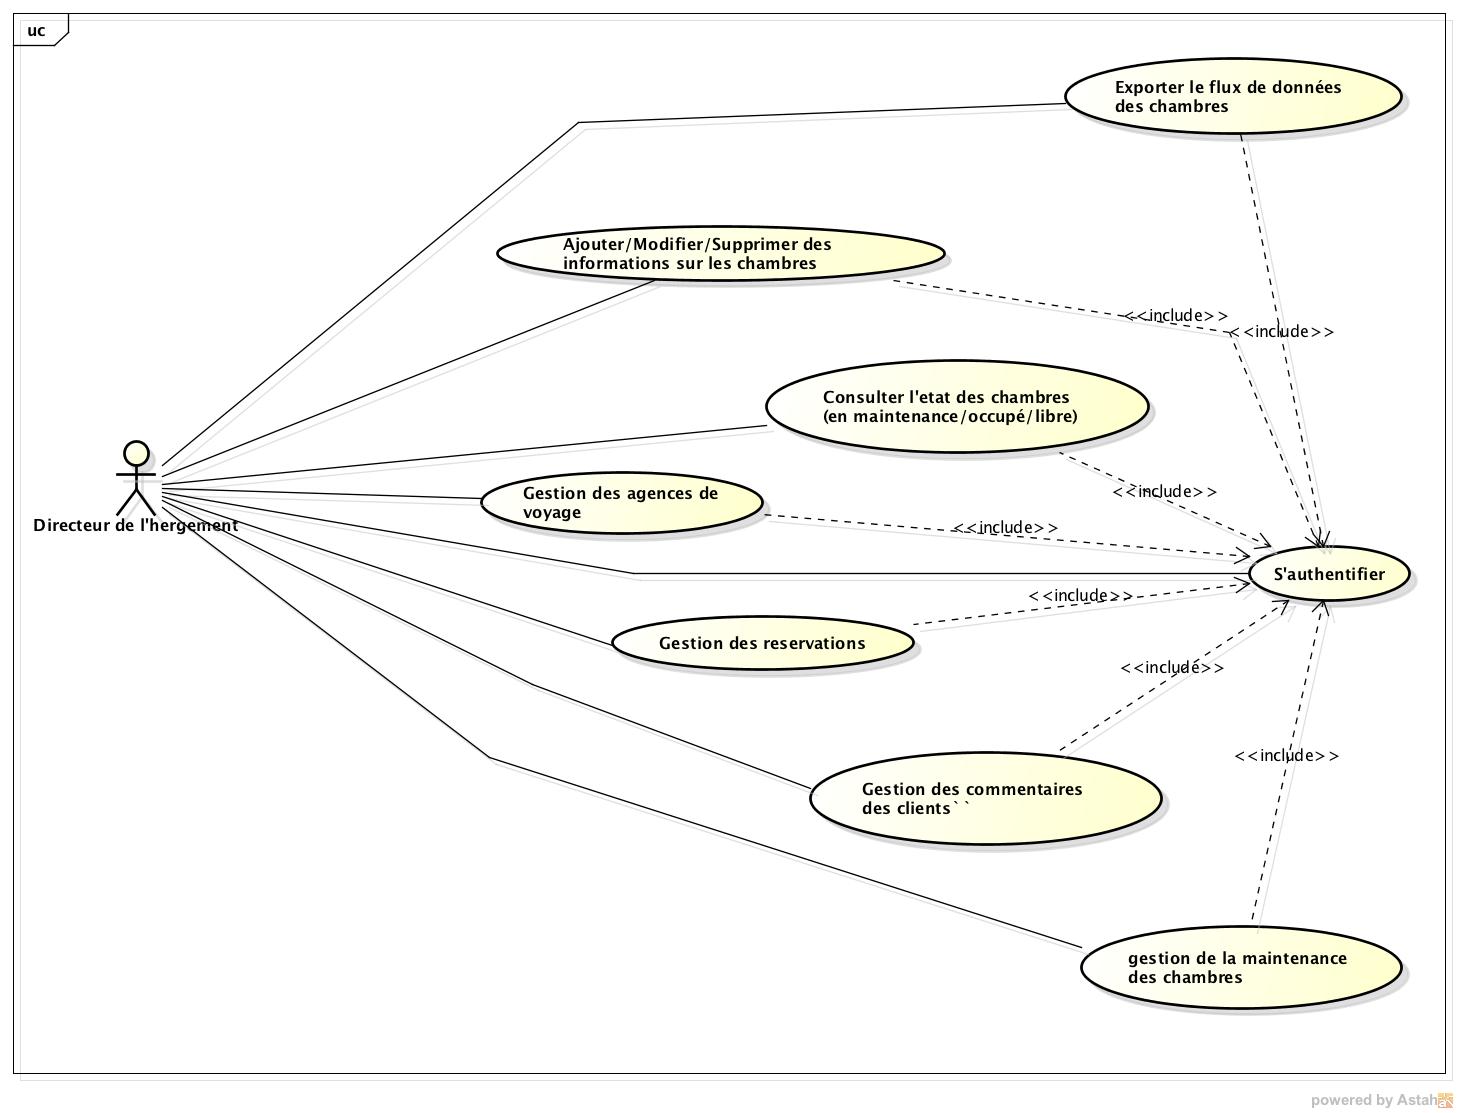 uc
Exporter le flux de données
des chambres
Ajouter/Modifier/Supprimer des
informations sur les chambres
<<include>>
<<include>>
Consulter l'etat des chambres
(en maintenance/occupé/libre)
<<include>>
Gestion des agences de
voyage
<<include>>
Directeur de l'hergement
S'authentifier
<<include>>
Gestion des reservations
<<include>>
<<include>>
Gestion des commentaires
des clients``
gestion de la maintenance
des chambres
powered by Astah